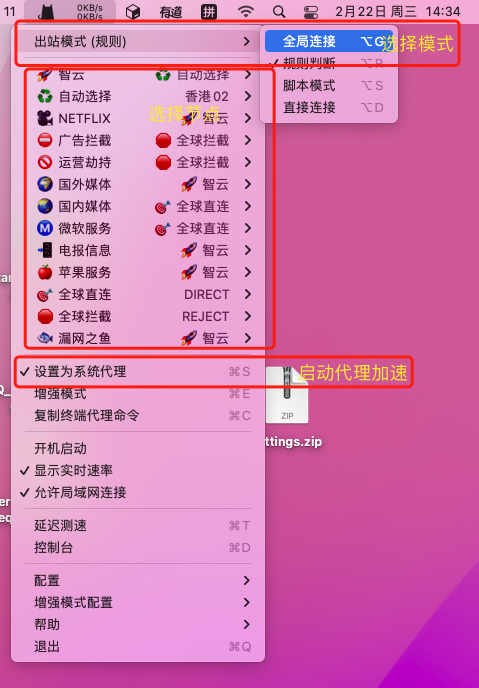 11 0KB/s 有道 拼 2月22日 周三 14:34
0KB/s
出站模式 (规则)
全局连接 ⌥G
选择模式
✓ 规则判断 ⌥R
脚本模式 ⌥S
直接连接 ⌥D
智云 自动选择
自动选择 香港 02
选择节点
NETFLIX 智云
广告拦截 全球拦截
运营劫持 全球拦截
国外媒体 智云
国内媒体 全球直连
微软服务 全球直连
电报信息 智云
苹果服务 智云
全球直连 DIRECT
全球拦截 REJECT
漏网之鱼 智云
✓ 设置为系统代理 ⌘S
启动代理加速
增强模式 ⌘E
复制终端代理命令 ⌘C
ZIP
ttings.zip
开机启动
✓ 显示实时速率
✓ 允许局域网连接
延迟测速 ⌘T
控制台 ⌘D
配置
增强模式配置
帮助
退出 ⌘Q